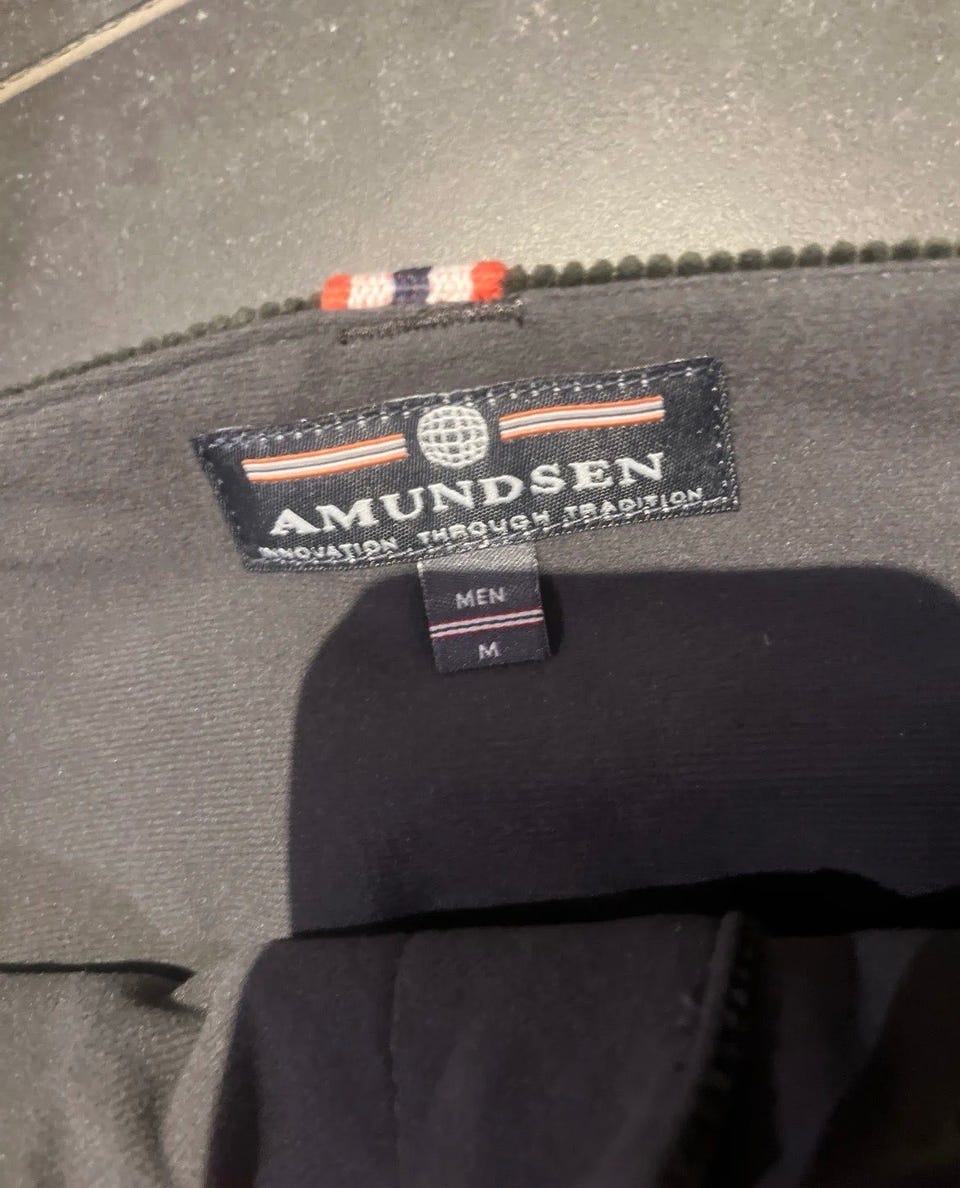 AMUNDSEN
INNOVATION THROUGH TRADITION
MEN
M